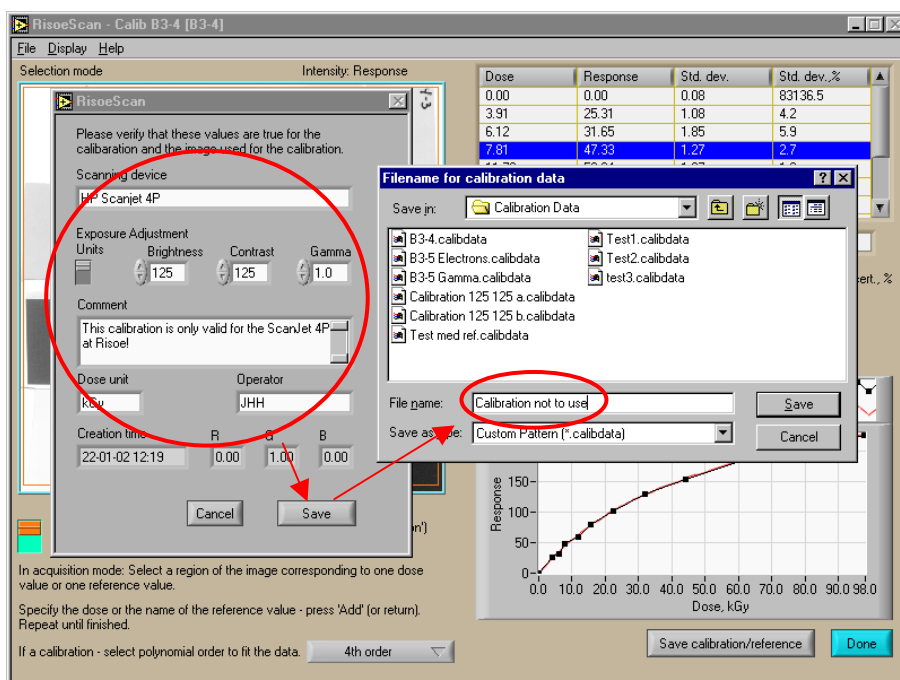 RisoeScan - Calib B3-4 [B3-4]
File Display Help
Selection mode Intensity: Response
Dose Response Std. dev. Std. dev.,%
0.00 0.00 0.08 83136.5
3.91 25.31 1.08 4.2
6.12 31.65 1.85 5.9
7.81 47.33 1.27 2.7
RisoeScan
Please verify that these values are true for the
calibaration and the image used for the calibration.
Scanning device
HP Scanjet 4P
Exposure Adjustment
Units Brightness Contrast Gamma
125 125 1.0
Comment
This calibration is only valid for the ScanJet 4P
at Risoe!
Dose unit Operator
kGy JHH
Creation time R G B
22-01-02 12:19 0.00 1.00 0.00
Cancel Save
Filename for calibration data
Save in: Calibration Data
B3-4.calibdata Test1.calibdata
B3-5 Electrons.calibdata Test2.calibdata
B3-5 Gamma.calibdata test3.calibdata
Calibration 125 125 a.calibdata
Calibration 125 125 b.calibdata
Test med ref.calibdata
File name: Calibration not to use Save
Save as type: Custom Pattern (*.calibdata) Cancel
ert., %
on')
Response
150
100
50
0
0.0 10.0 20.0 30.0 40.0 50.0 60.0 70.0 80.0 90.0 98.0
Dose, kGy
In acquisition mode: Select a region of the image corresponding to one dose
value or one reference value.
Specify the dose or the name of the reference value - press 'Add' (or return).
Repeat until finished.
If a calibration - select polynomial order to fit the data. 4th order
Save calibration/reference Done